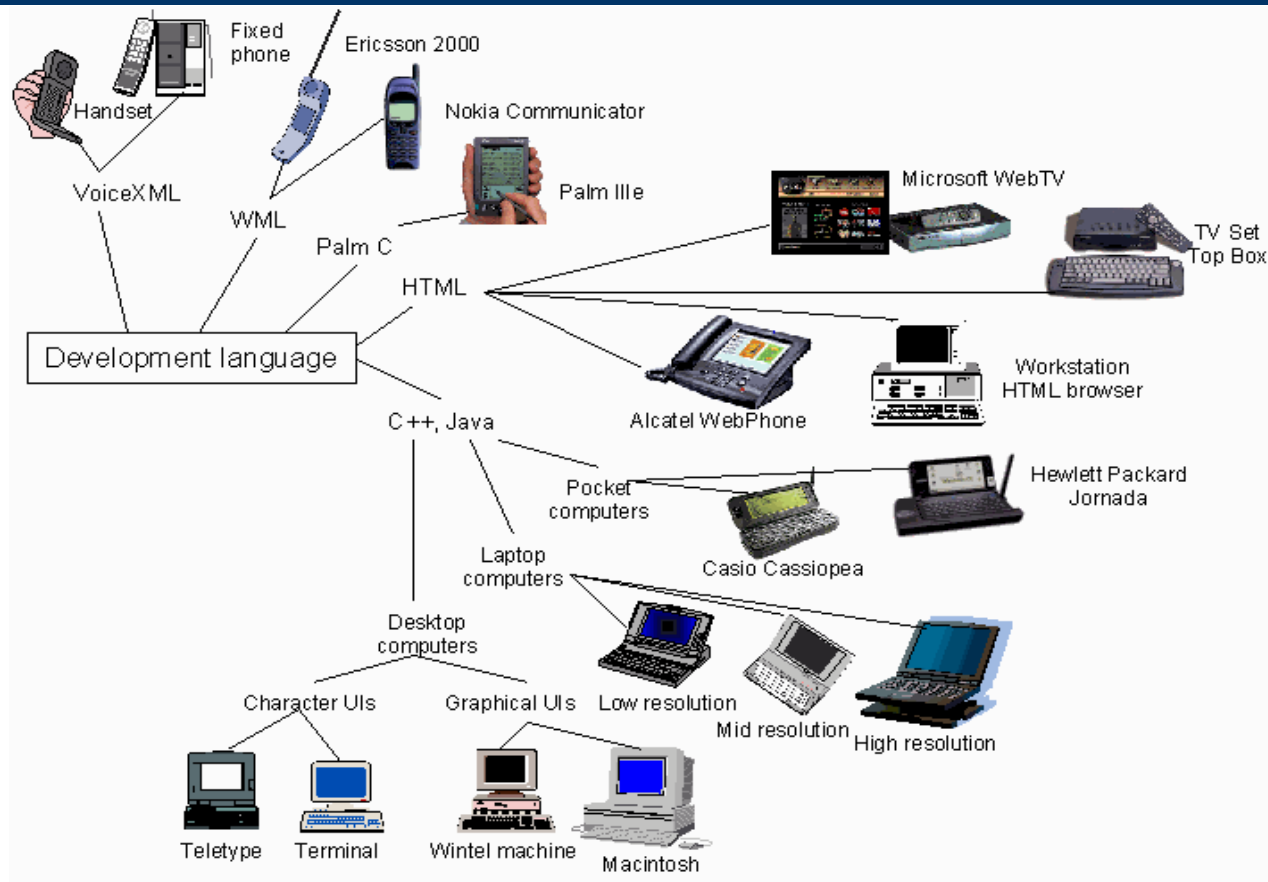 Fixed
phone
Ericsson 2000
Handset
Nokia Communicator
VoiceXML
WML
Palm IIIe
Microsoft WebTV
Palm C
TV Set
Top Box
HTML
Development language
Workstation
HTML browser
Alcatel WebPhone
C++, Java
Pocket
computers
Hewlett Packard
Jornada
Laptop
computers
Casio Cassiopea
Desktop
computers
Character UIs
Graphical UIs
Low resolution
Mid resolution
High resolution
Teletype
Terminal
Wintel machine
Macintosh